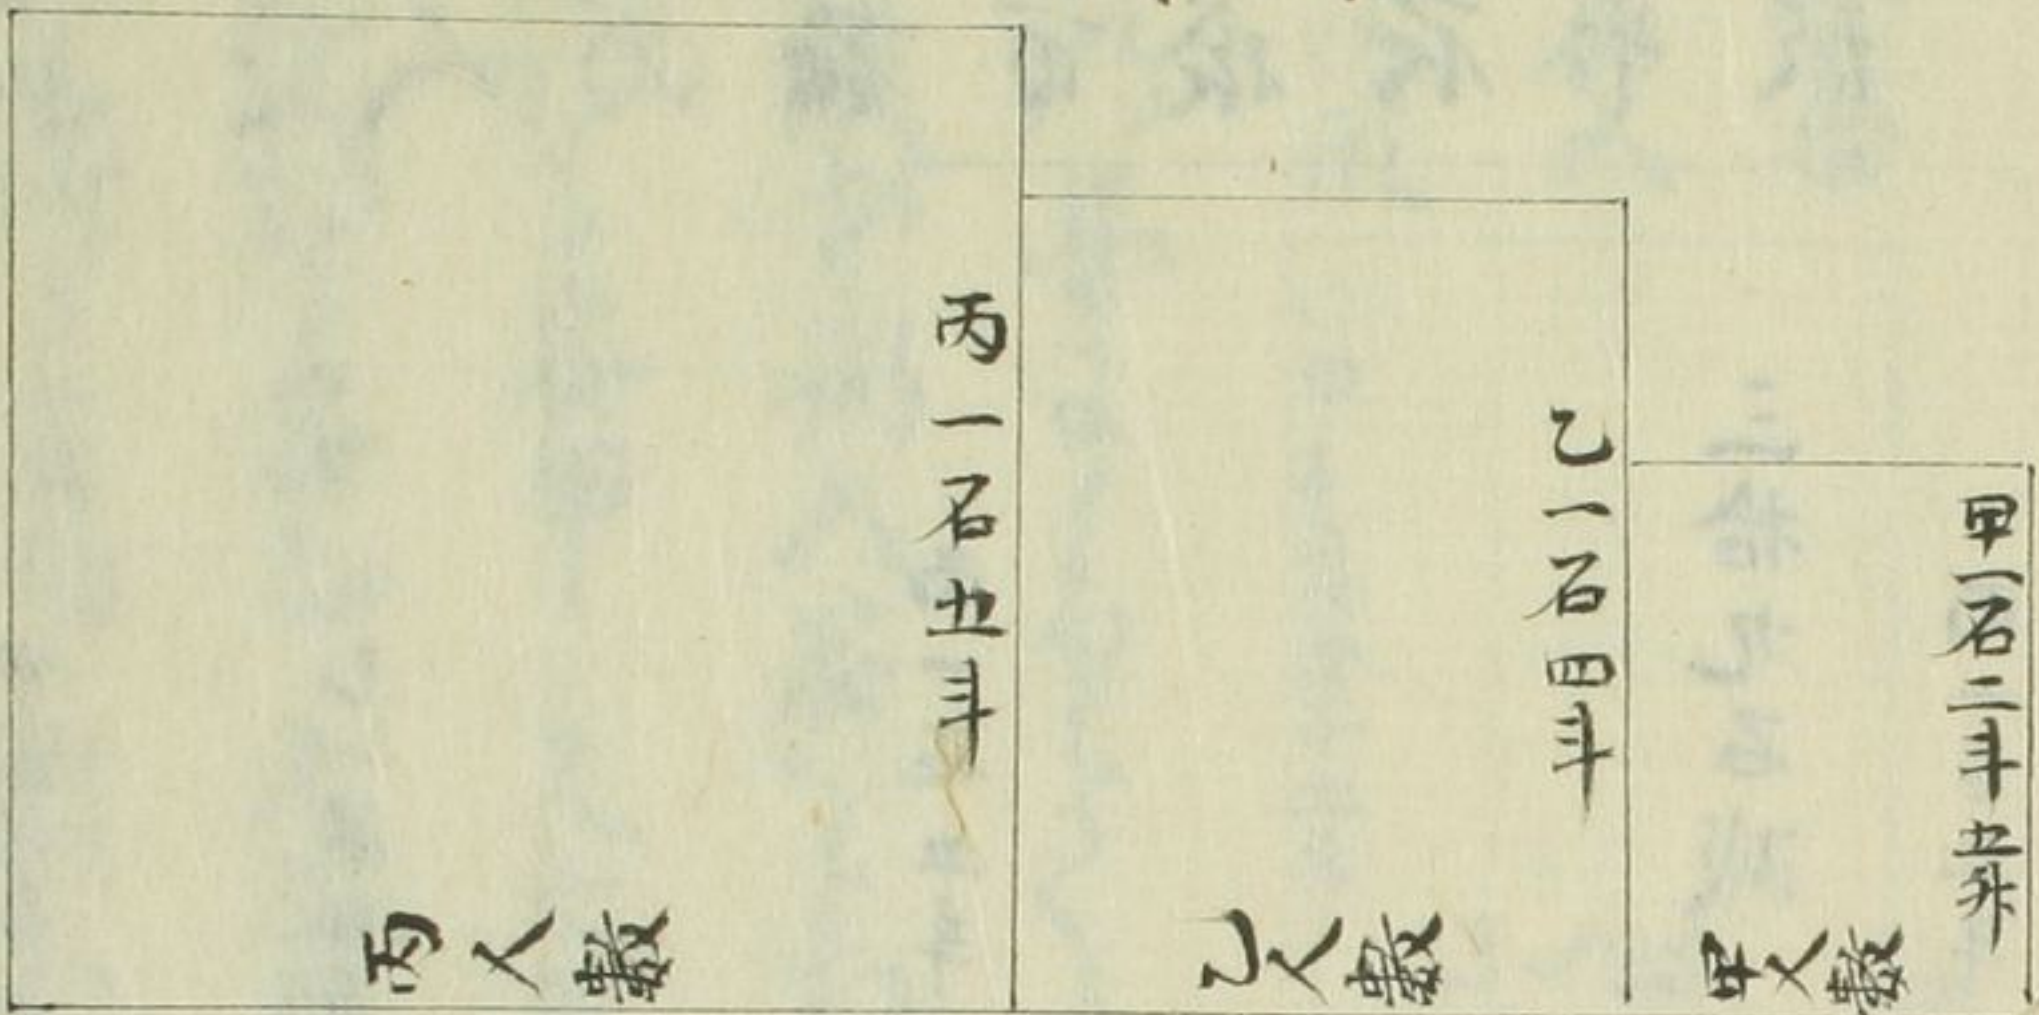 甲一石二斗五升
甲人數
乙一石四斗
乙人數
丙一石五斗
丙人數